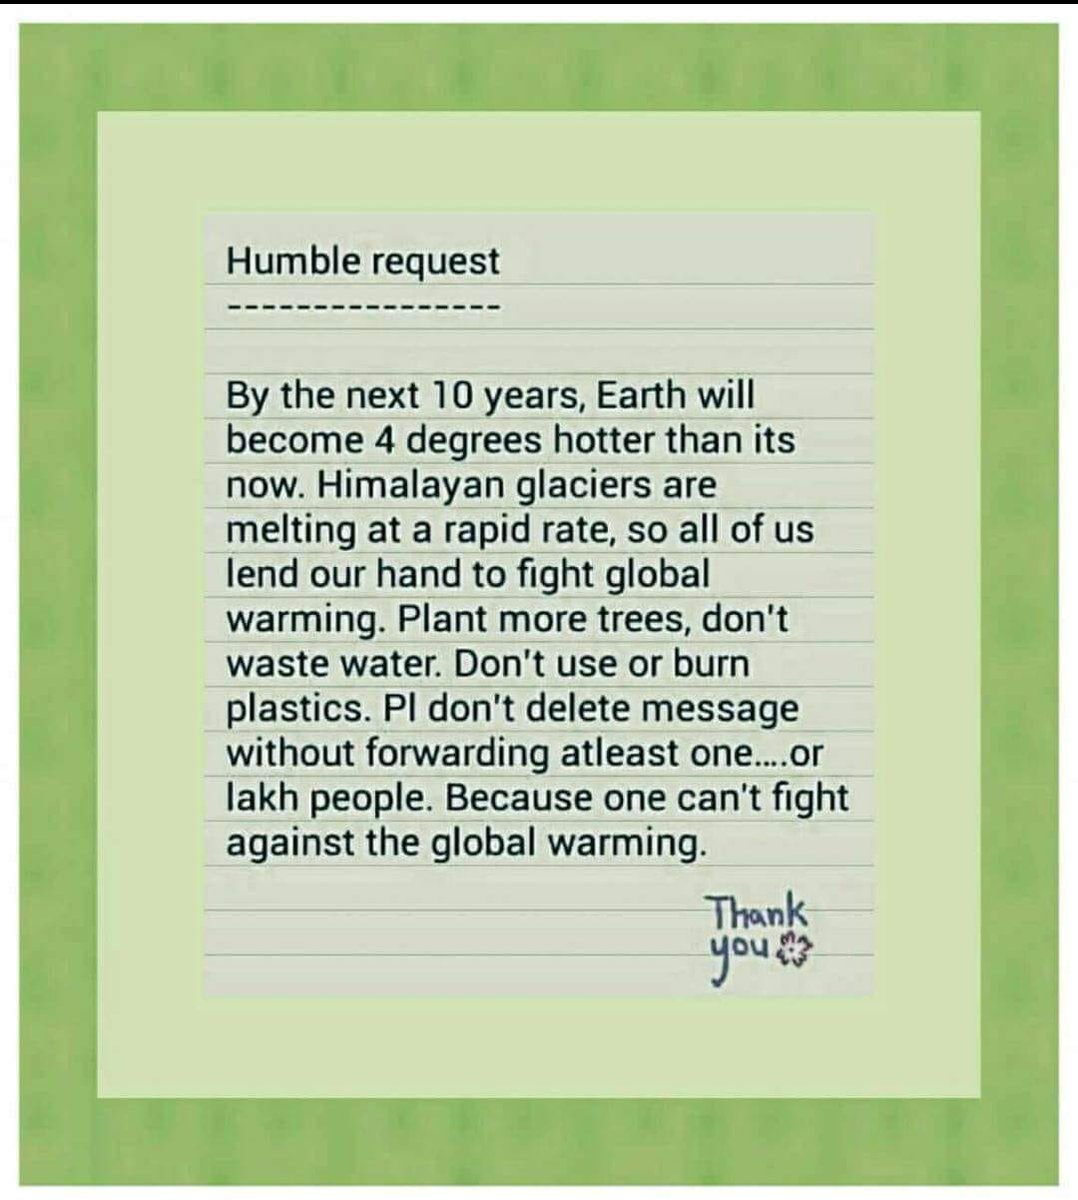 Humble request
----------------
By the next 10 years, Earth will
become 4 degrees hotter than its
now. Himalayan glaciers are
melting at a rapid rate, so all of us
lend our hand to fight global
warming. Plant more trees, don't
waste water. Don't use or burn
plastics. Pl don't delete message
without forwarding atleast one....or
lakh people. Because one can't fight
against the global warming.
Thank
you